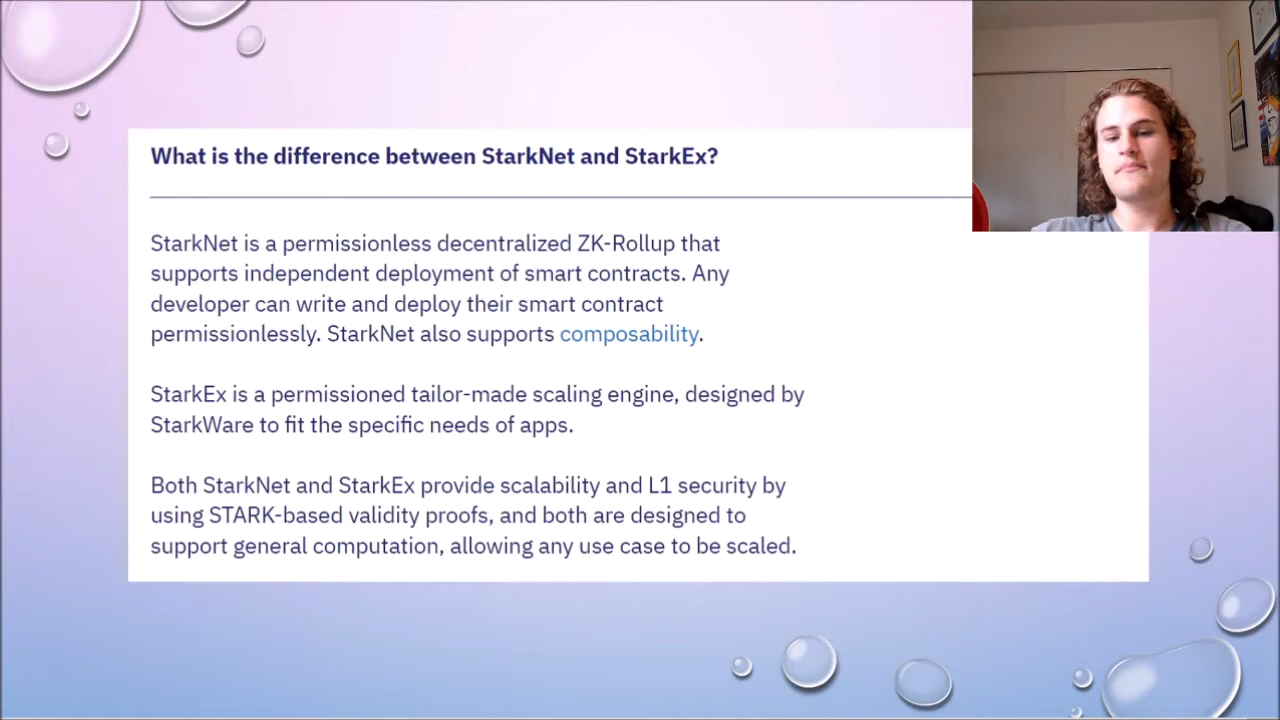 What is the difference between StarkNet and StarkEx?
StarkNet is a permissionless decentralized ZK-Rollup that
supports independent deployment of smart contracts. Any
developer can write and deploy their smart contract
permissionlessly. StarkNet also supports composability.
StarkEx is a permissioned tailor-made scaling engine, designed by
StarkWare to fit the specific needs of apps.
Both StarkNet and StarkEx provide scalability and L1 security by
using STARK-based validity proofs, and both are designed to
support general computation, allowing any use case to be scaled.